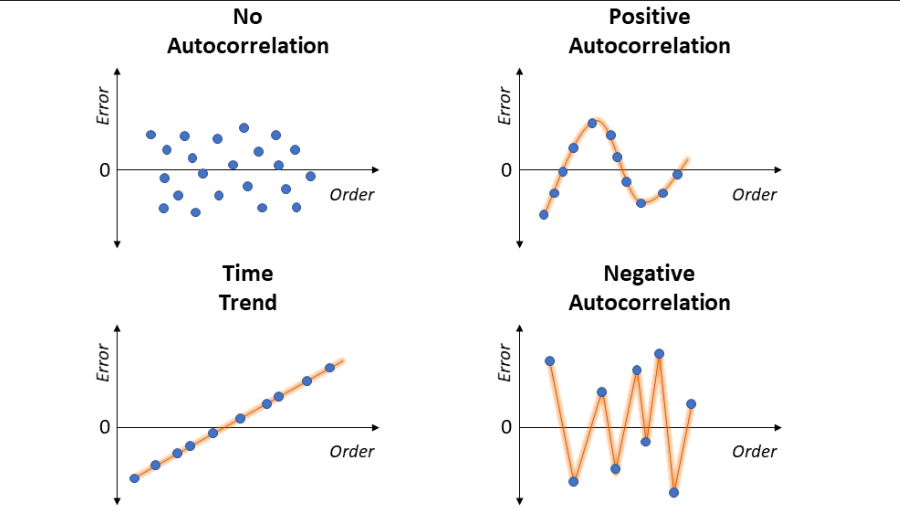 No
Autocorrelation
Error
0
Order
Positive
Autocorrelation
Error
0
Order
Time
Trend
Error
0
Order
Negative
Autocorrelation
Error
0
Order